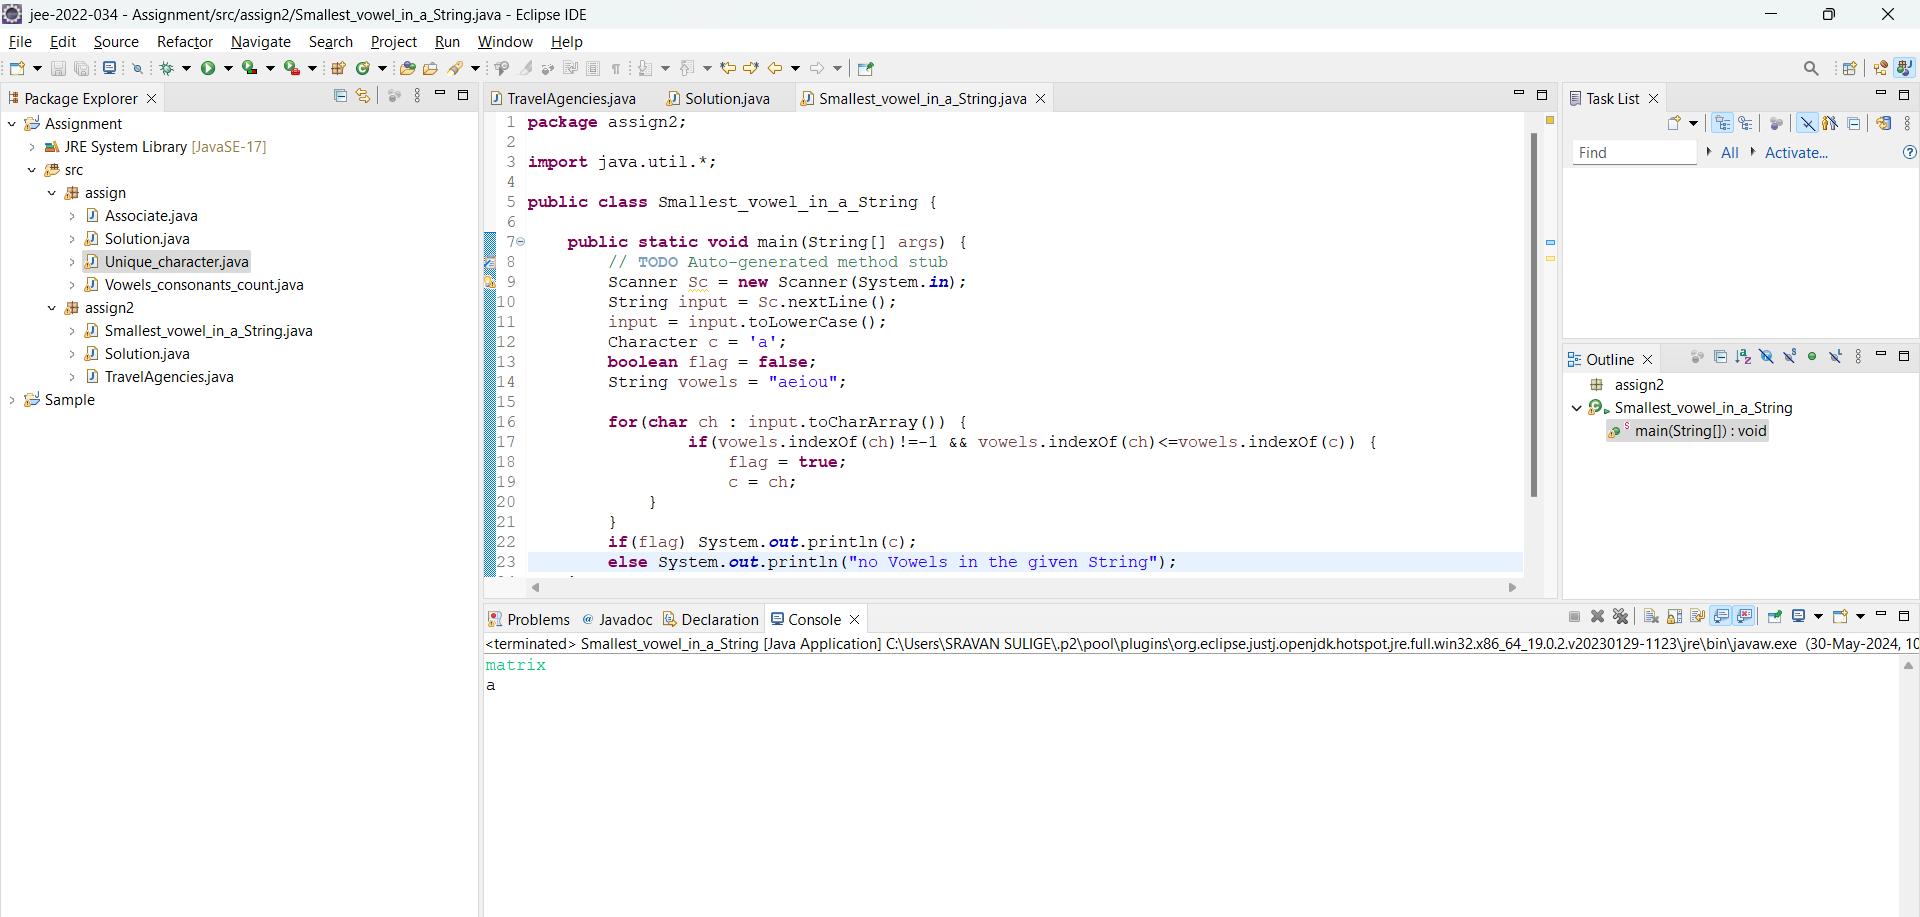 jee-2022-034 - Assignment/src/assign2/Smallest_vowel_in_a_String.java - Eclipse IDE
File Edit Source Refactor Navigate Search Project Run Window Help
Package Explorer
Assignment
JRE System Library [JavaSE-17]
src
assign
Associate.java
Solution.java
Unique_character.java
Vowels_consonants_count.java
assign2
Smallest_vowel_in_a_String.java
Solution.java
TravelAgencies.java
Sample
TravelAgencies.java Solution.java Smallest_vowel_in_a_String.java
1 package assign2;
2
3 import java.util.*;
4
5 public class Smallest_vowel_in_a_String {
6
7 public static void main(String[] args) {
8 // TODO Auto-generated method stub
9 Scanner Sc = new Scanner(System.in);
10 String input = Sc.nextLine();
11 input = input.toLowerCase();
12 Character c = 'a';
13 boolean flag = false;
14 String vowels = "aeiou";
15
16 for(char ch : input.toCharArray()) {
17 if(vowels.indexOf(ch)!=-1 && vowels.indexOf(ch)<=vowels.indexOf(c)) {
18 flag = true;
19 c = ch;
20 }
21 }
22 if(flag) System.out.println(c);
23 else System.out.println("no Vowels in the given String");
Task List
Find All Activate...
Outline
assign2
Smallest_vowel_in_a_String
main(String[]) : void
Problems Javadoc Declaration Console
<terminated> Smallest_vowel_in_a_String [Java Application] C:\Users\SRAVAN SULIGE\.p2\pool\plugins\org.eclipse.justj.openjdk.hotspot.jre.full.win32.x86_64_19.0.2.v20230129-1123\jre\bin\javaw.exe (30-May-2024, 10
matrix
a